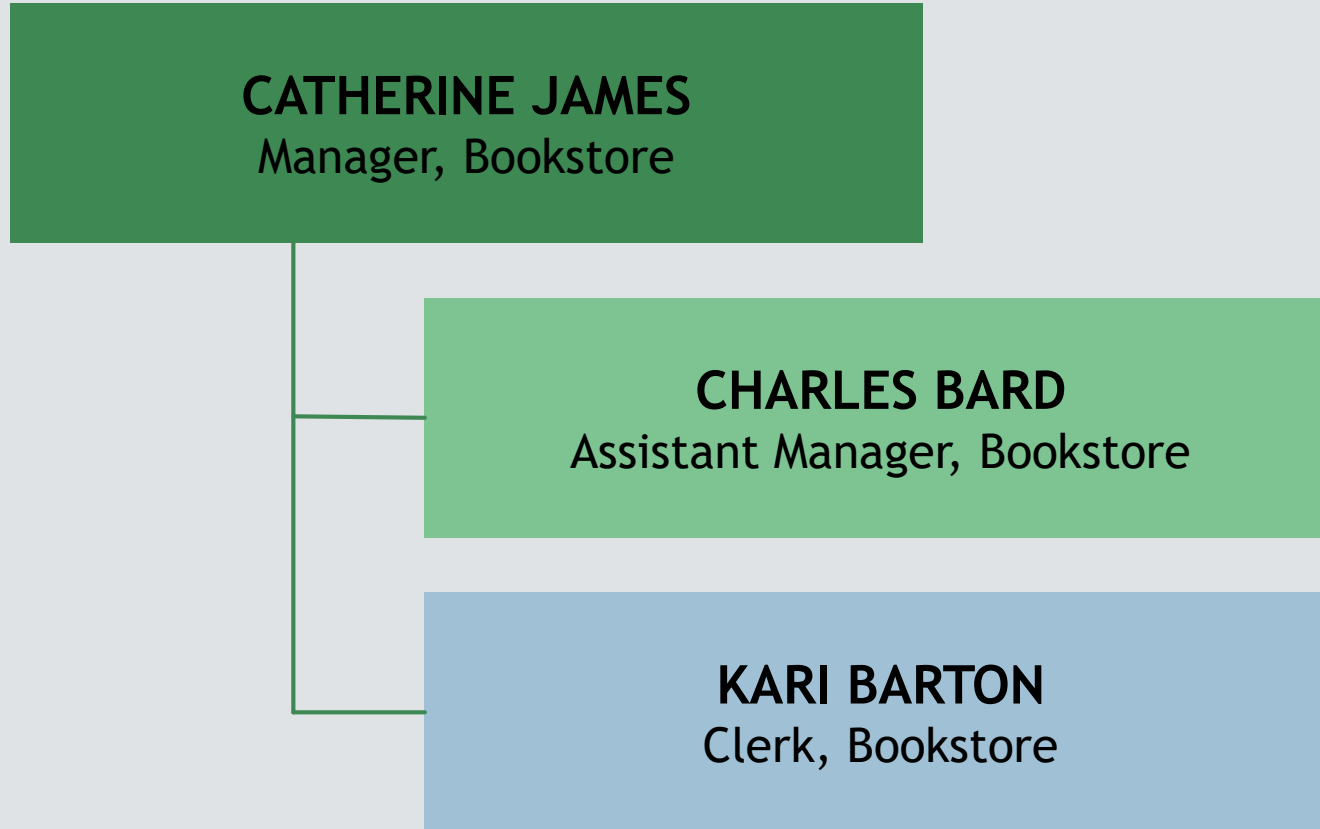 CATHERINE JAMES
Manager, Bookstore
CHARLES BARD
Assistant Manager, Bookstore
KARI BARTON
Clerk, Bookstore